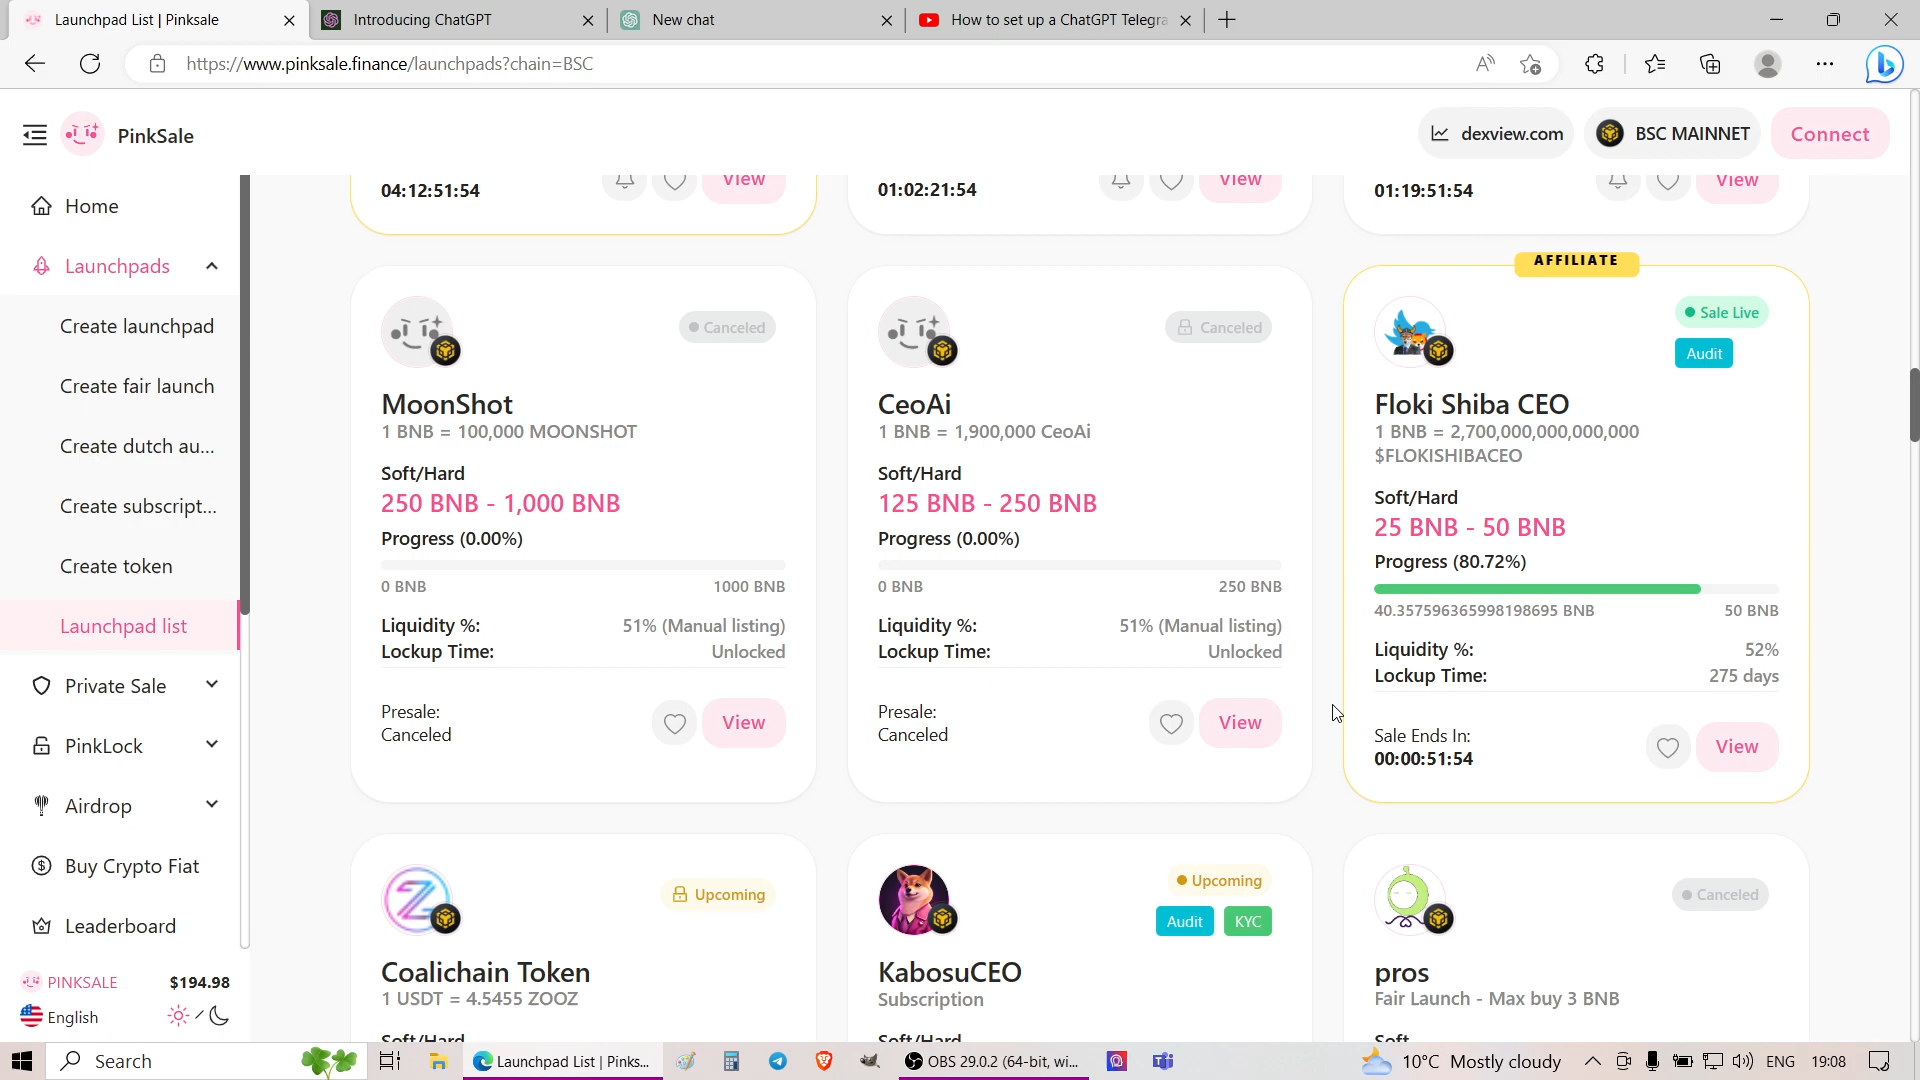 Launchpad List | Pinksale
Introducing ChatGPT
New chat
How to set up a ChatGPT Telegra
https://www.pinksale.finance/launchpads?chain=BSC
PinkSale
dexview.com
BSC MAINNET
Connect
Home
Launchpads
Create launchpad
Create fair launch
Create dutch au...
Create subscript...
Create token
Launchpad list
Private Sale
PinkLock
Airdrop
Buy Crypto Fiat
Leaderboard
PINKSALE $194.98
English
04:12:51:54
View
01:02:21:54
View
01:19:51:54
View
Canceled
MoonShot
1 BNB = 100,000 MOONSHOT
Soft/Hard
250 BNB - 1,000 BNB
Progress (0.00%)
0 BNB 1000 BNB
Liquidity %: 51% (Manual listing)
Lockup Time: Unlocked
Presale:
Canceled
View
Canceled
CeoAi
1 BNB = 1,900,000 CeoAi
Soft/Hard
125 BNB - 250 BNB
Progress (0.00%)
0 BNB 250 BNB
Liquidity %: 51% (Manual listing)
Lockup Time: Unlocked
Presale:
Canceled
View
AFFILIATE
Sale Live
Audit
Floki Shiba CEO
1 BNB = 2,700,000,000,000,000
$FLOKISHIBACEO
Soft/Hard
25 BNB - 50 BNB
Progress (80.72%)
40.357596365998198695 BNB 50 BNB
Liquidity %: 52%
Lockup Time: 275 days
Sale Ends In:
00:00:51:54
View
Upcoming
Coalichain Token
1 USDT = 4.5455 ZOOZ
Soft/Hard
Upcoming
Audit KYC
KabosuCEO
Subscription
Soft/Hard
Canceled
pros
Fair Launch - Max buy 3 BNB
Soft
Search
Launchpad List | Pinks...
OBS 29.0.2 (64-bit, wi...
10°C Mostly cloudy
ENG
19:08